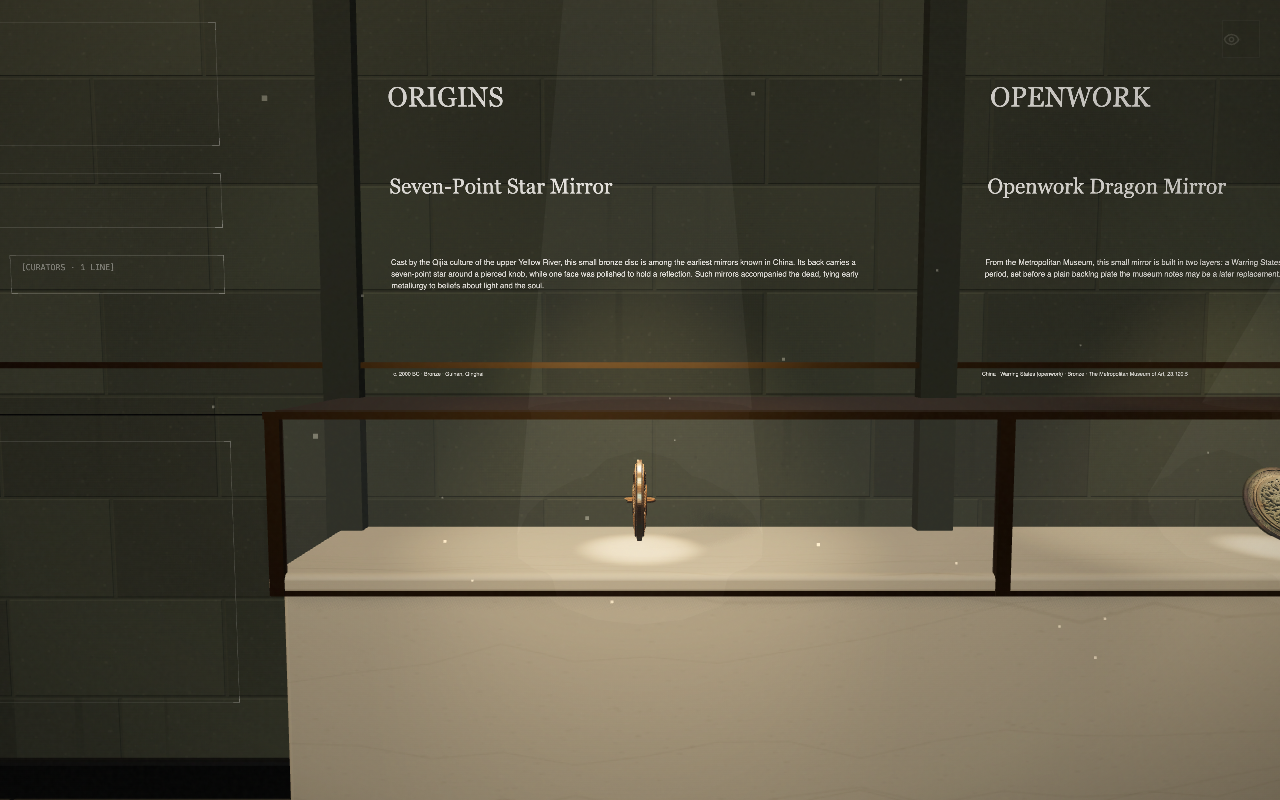 ORIGINS
Seven-Point Star Mirror
Cast by the Qijia culture of the upper Yellow River, this small bronze disc is among the earliest mirrors known in China. Its back carries a
seven-point star around a pierced knob, while one face was polished to hold a reflection. Such mirrors accompanied the dead, tying early
metallurgy to beliefs about light and the soul.
c. 2000 BC · Bronze · Guinan, Qinghai
OPENWORK
Openwork Dragon Mirror
From the Metropolitan Museum, this small mirror is built in two layers: a Warring States
period, set before a plain backing plate the museum notes may be a later replacement.
China · Warring States (openwork) · Bronze · The Metropolitan Museum of Art, 23.120.5
[CURATORS · 1 LINE]